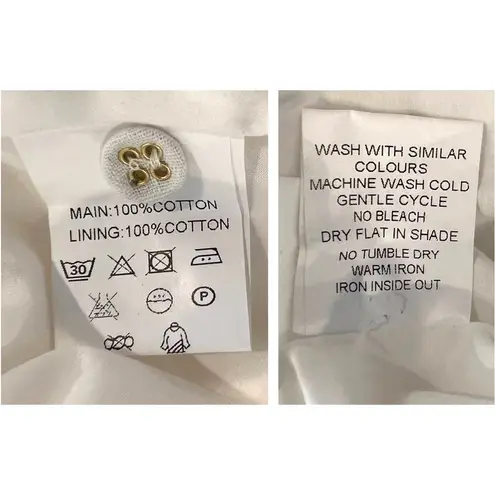 MAIN:100%COTTON
LINING:100%COTTON
30
P
WASH WITH SIMILAR
COLOURS
MACHINE WASH COLD
GENTLE CYCLE
NO BLEACH
DRY FLAT IN SHADE
NO TUMBLE DRY
WARM IRON
IRON INSIDE OUT